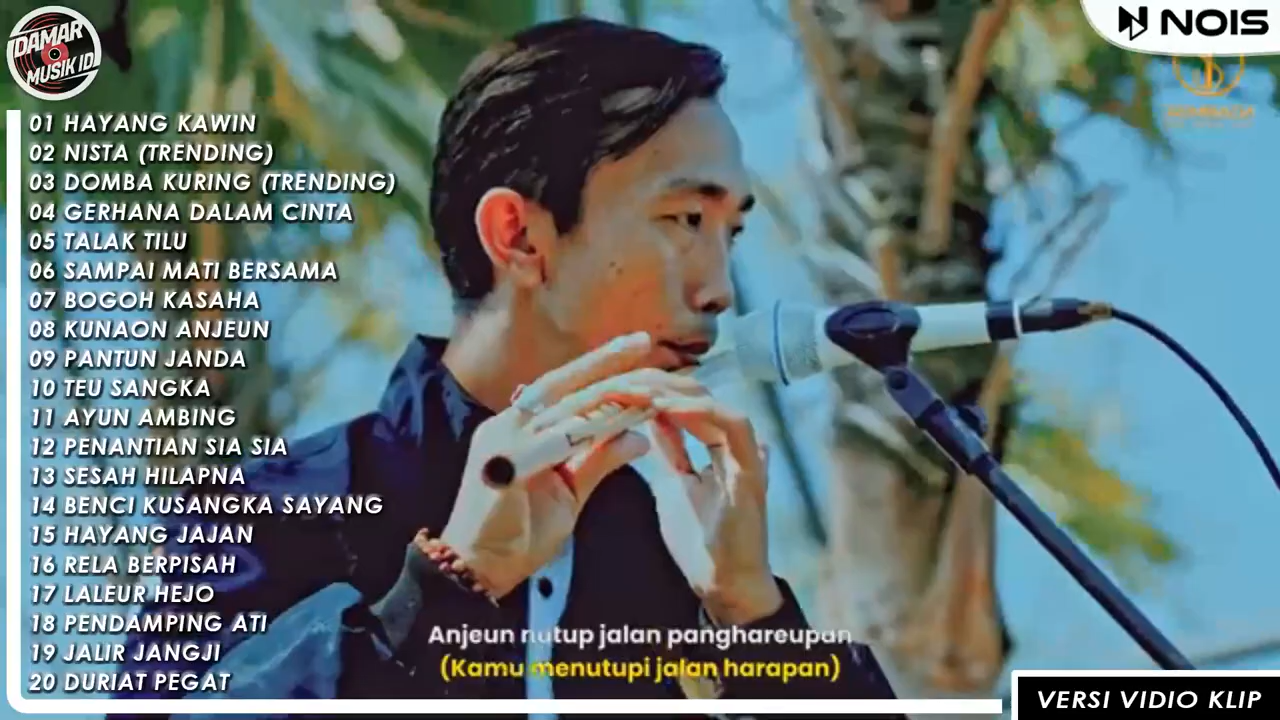 DAMAR
MUSIK ID
NOIS
01 HAYANG KAWIN
02 NISTA (TRENDING)
03 DOMBA KURING (TRENDING)
04 GERHANA DALAM CINTA
05 TALAK TILU
06 SAMPAI MATI BERSAMA
07 BOGOH KASAHA
08 KUNAON ANJEUN
09 PANTUN JANDA
10 TEU SANGKA
11 AYUN AMBING
12 PENANTIAN SIA SIA
13 SESAH HILAPNA
14 BENCI KUSANGKA SAYANG
15 HAYANG JAJAN
16 RELA BERPISAH
17 LALEUR HEJO
18 PENDAMPING ATI
19 JALIR JANGJI
20 DURIAT PEGAT
Anjeun nutup jalan panghareupan
(Kamu menutupi jalan harapan)
VERSI VIDIO KLIP